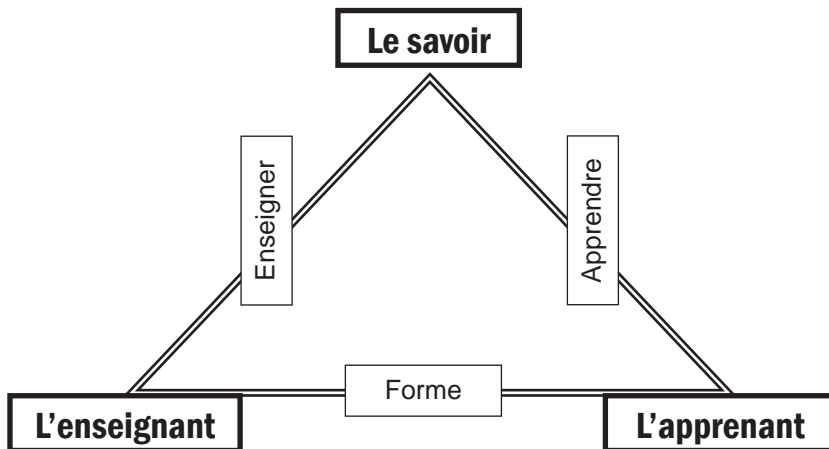 Le savoir
Enseigner
Apprendre
Forme
L'enseignant
L'apprenant